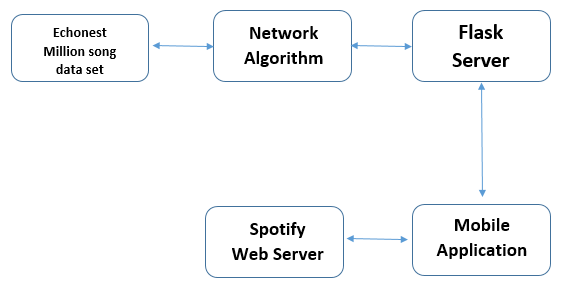 Echonest
Million song
data set
Network
Algorithm
Flask
Server
Spotify
Web Server
Mobile
Application